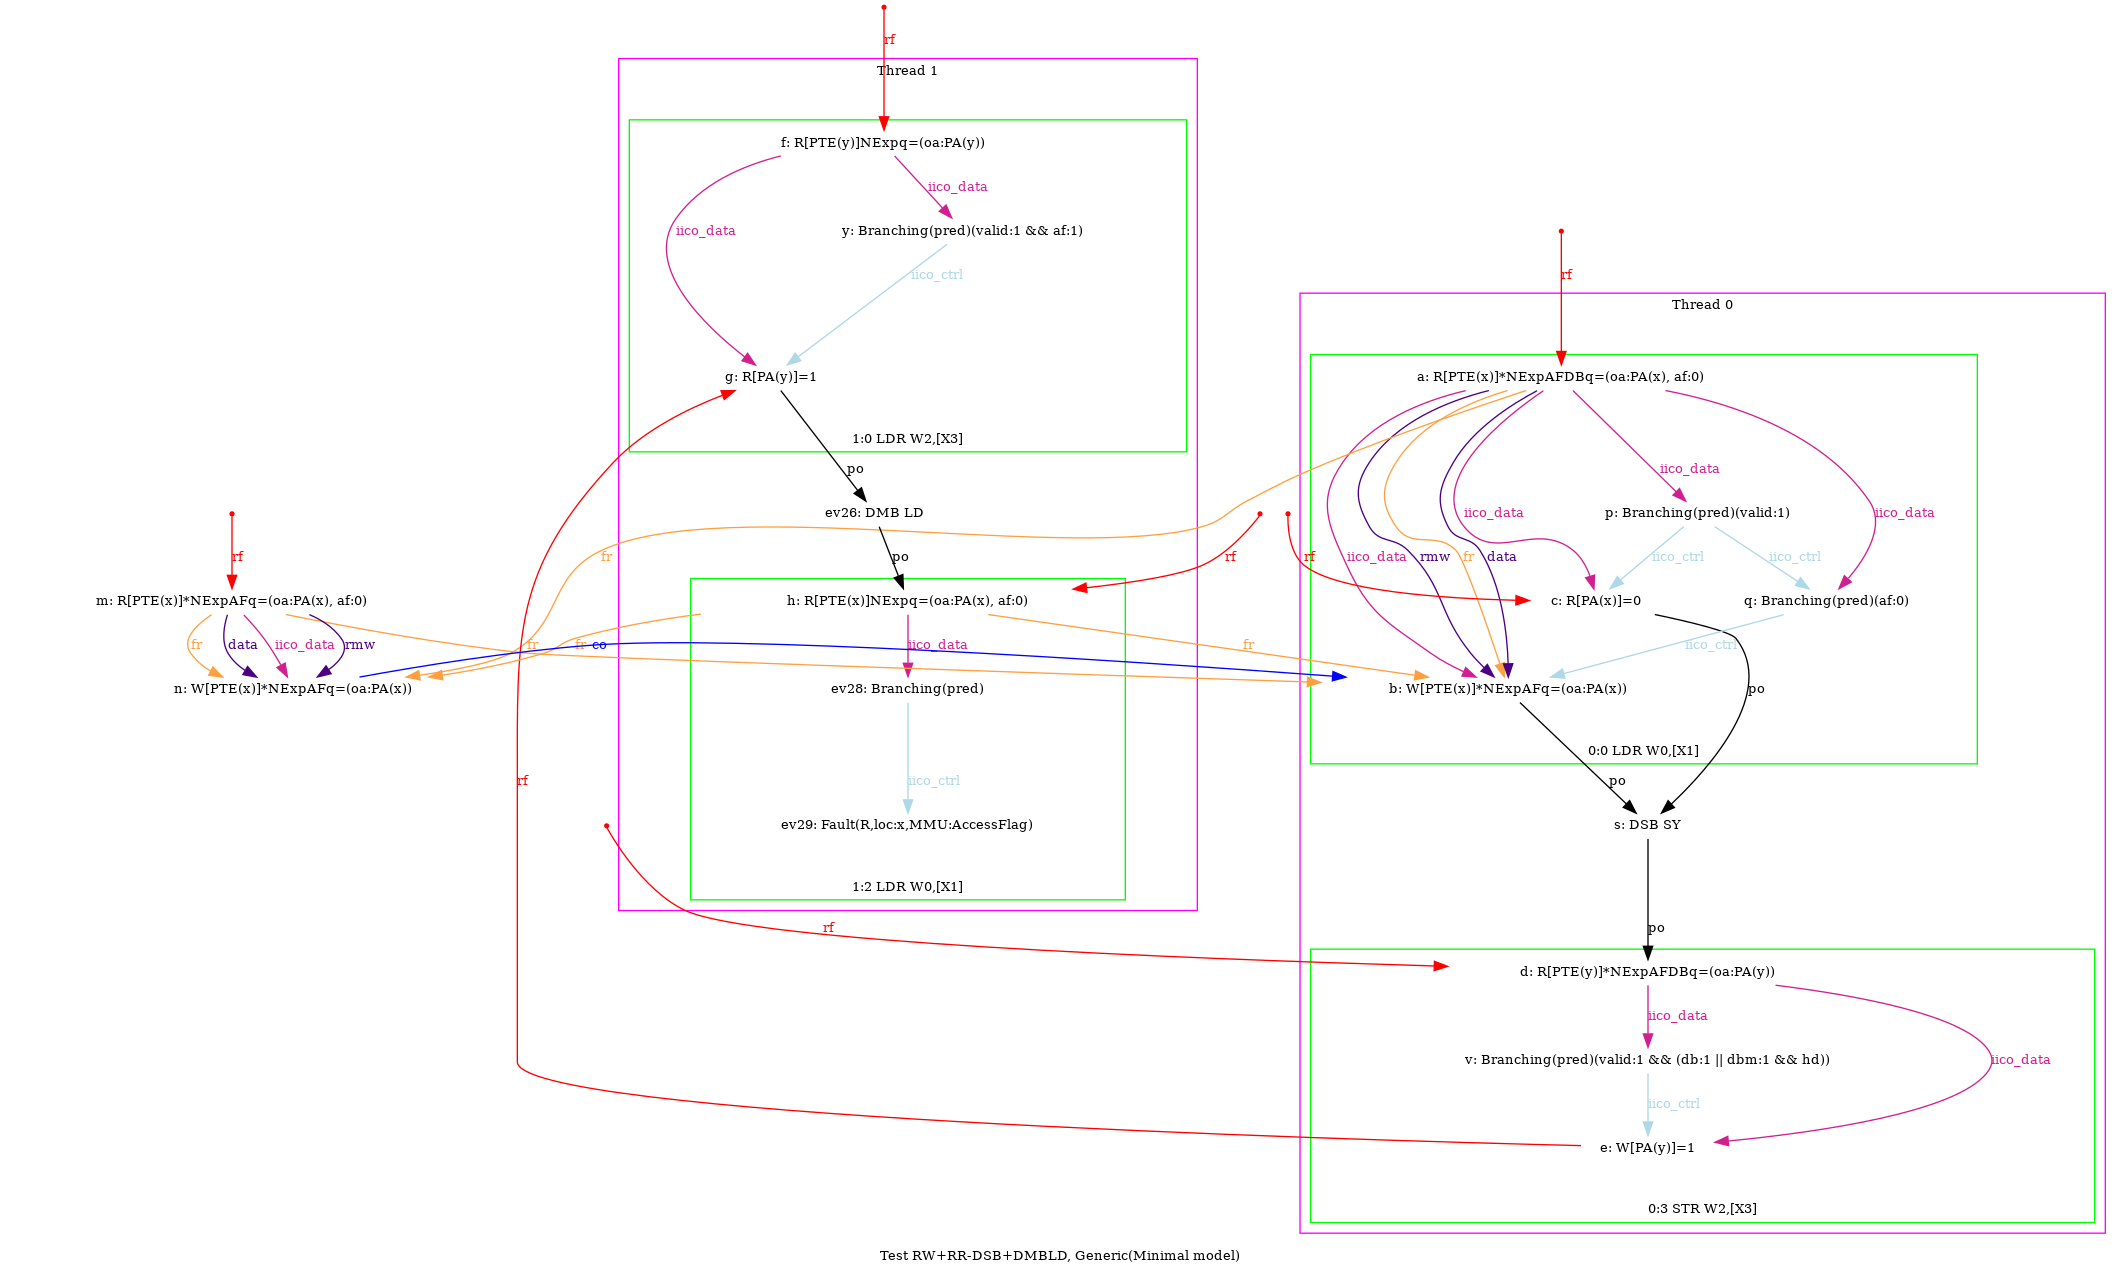 rf
Thread 1
f: R[PTE(y)]NExpq=(oa:PA(y))
iico_data
iico_data
y: Branching(pred)(valid:1 && af:1)
iico_ctrl
rf
Thread 0
g: R[PA(y)]=1
a: R[PTE(x)]*NExpAFDBq=(oa:PA(x), af:0)
1:0 LDR W2,[X3]
po
iico_data
ev26: DMB LD
iico_data
p: Branching(pred)(valid:1)
iico_data
rf
po
fr
rf
rf
iico_data
rmw
fr
data
iico_ctrl
iico_ctrl
m: R[PTE(x)]*NExpAFq=(oa:PA(x), af:0)
h: R[PTE(x)]NExpq=(oa:PA(x), af:0)
c: R[PA(x)]=0
q: Branching(pred)(af:0)
fr
data
iico_data
rmw
fr
fr
co
iico_data
fr
iico_ctrl
n: W[PTE(x)]*NExpAFq=(oa:PA(x))
ev28: Branching(pred)
b: W[PTE(x)]*NExpAFq=(oa:PA(x))
po
0:0 LDR W0,[X1]
rf
iico_ctrl
po
ev29: Fault(R,loc:x,MMU:AccessFlag)
s: DSB SY
1:2 LDR W0,[X1]
rf
po
d: R[PTE(y)]*NExpAFDBq=(oa:PA(y))
iico_data
v: Branching(pred)(valid:1 && (db:1 || dbm:1 && hd))
iico_data
iico_ctrl
e: W[PA(y)]=1
0:3 STR W2,[X3]
Test RW+RR-DSB+DMBLD, Generic(Minimal model)